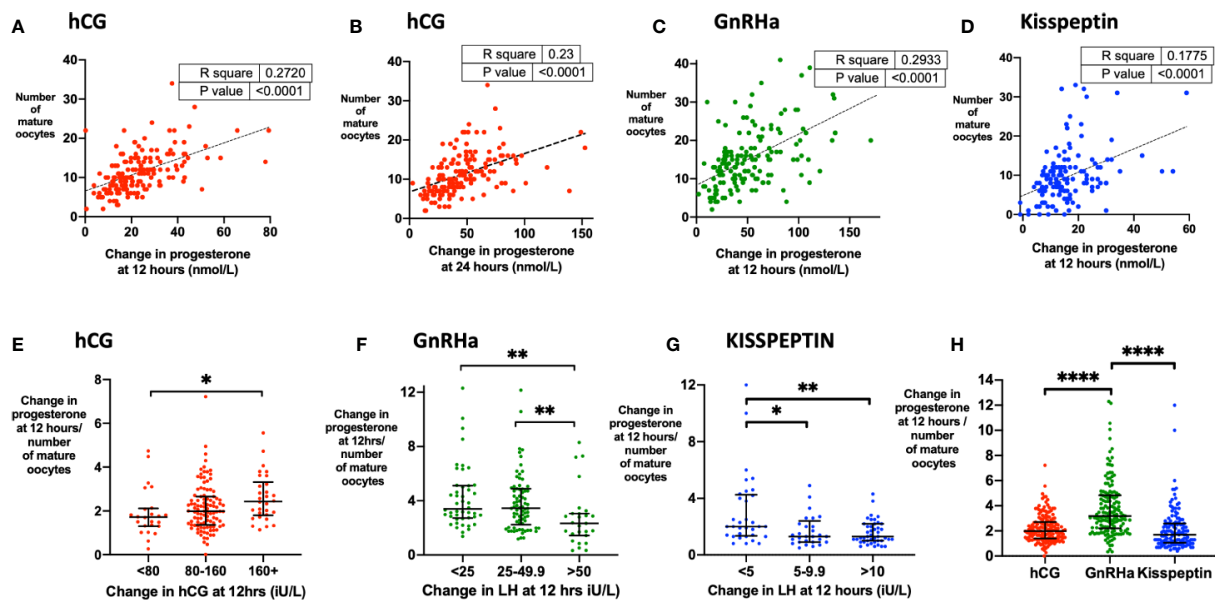 A hCG
R square 0.2720
P value <0.0001
Number
of
mature
oocytes
40
30
20
10
0
0 20 40 60 80
Change in progesterone
at 12 hours (nmol/L)
B hCG
R square 0.23
P value <0.0001
Number
of
mature
oocytes
40
30
20
10
0
0 50 100 150
Change in progesterone
at 24 hours (nmol/L)
C GnRHa
R square 0.2933
P value <0.0001
Number
of
mature
oocytes
40
30
20
10
0
0 50 100 150
Change in progesterone
at 12 hours (nmol/L)
D Kisspeptin
R square 0.1775
P value <0.0001
Number
of
mature
oocytes
40
30
20
10
0
0 20 40 60
Change in progesterone
at 12 hours (nmol/L)
E hCG
*
Change in
progesterone
at 12 hours/
number
of mature
oocytes
8
6
4
2
0
<80 80-160 160+
Change in hCG at 12hrs (iU/L)
F GnRHa
**
**
Change in
progesterone
at 12hrs/
number
of mature
oocytes
12
10
8
6
4
2
0
<25 25-49.9 >50
Change in LH at 12 hrs iU/L)
G KISSPEPTIN
**
*
Change in
progesterone
at 12 hours/
number
of mature
oocytes
12
8
4
0
<5 5-9.9 >10
Change in LH at 12 hours (iU/L)
H
**** ****
Change in
progesterone
at 12 hours /
number
of mature
oocytes
14
12
10
8
6
4
2
0
hCG GnRHa Kisspeptin